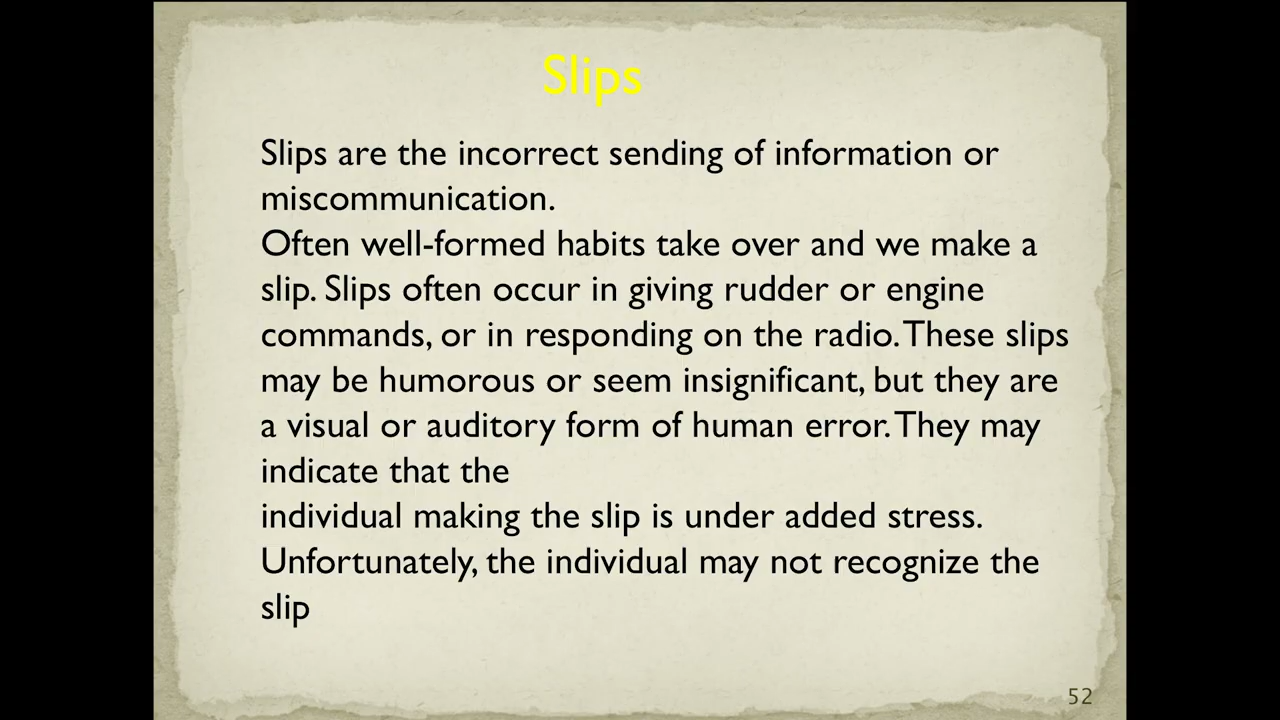 Slips
Slips are the incorrect sending of information or
miscommunication.
Often well-formed habits take over and we make a
slip. Slips often occur in giving rudder or engine
commands, or in responding on the radio. These slips
may be humorous or seem insignificant, but they are
a visual or auditory form of human error. They may
indicate that the
individual making the slip is under added stress.
Unfortunately, the individual may not recognize the
slip
52